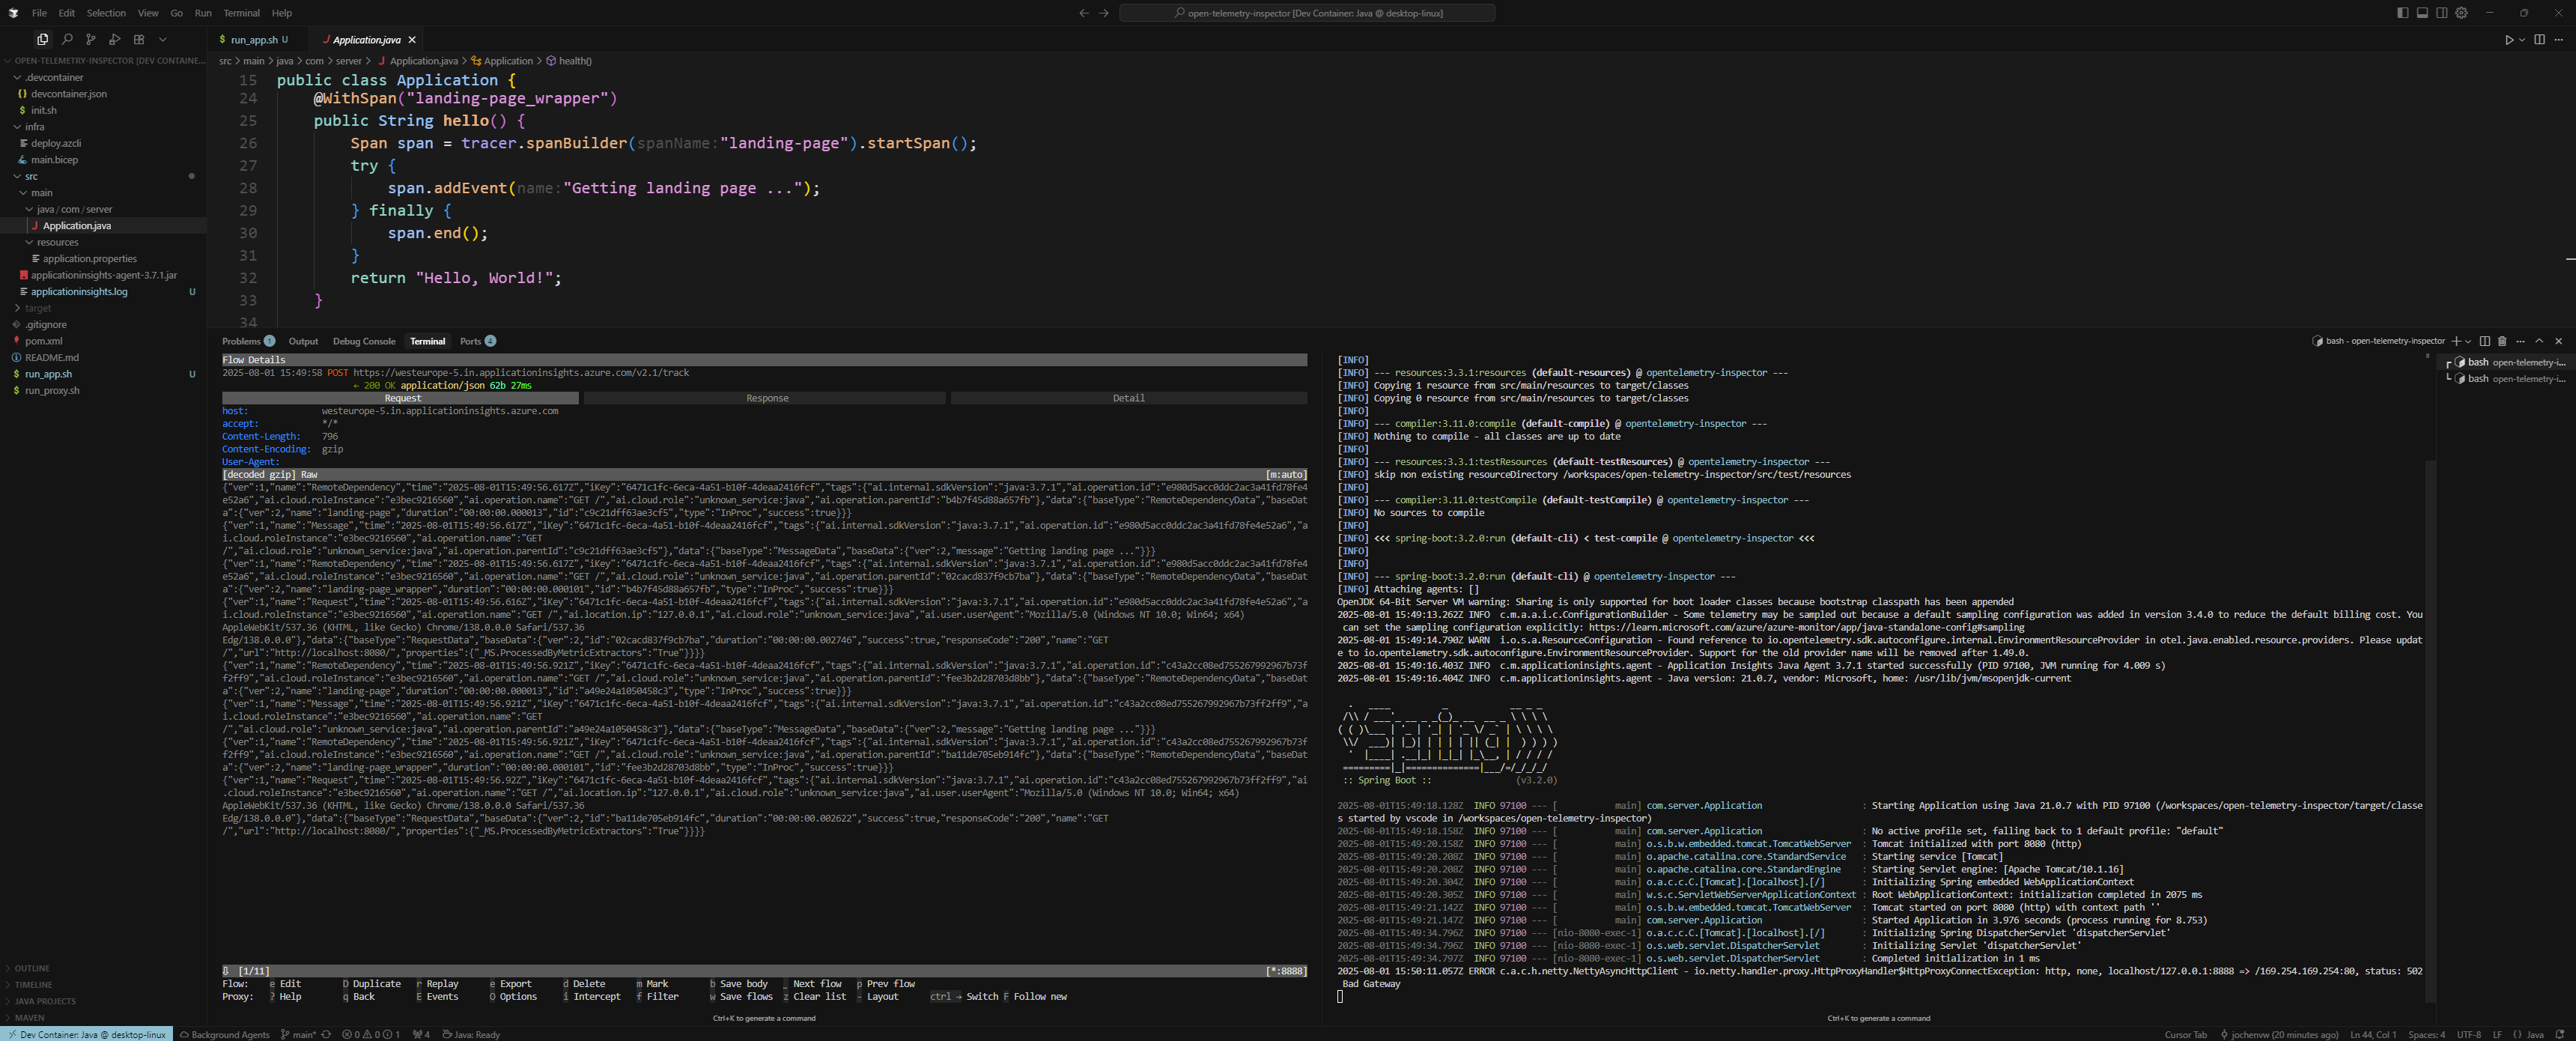 File Edit Selection View Go Run Terminal Help
open-telemetry-inspector [Dev Container: Java @ desktop-linux]
run_app.sh U
Application.java
OPEN-TELEMETRY-INSPECTOR [DEV CONTAINE...
.devcontainer
devcontainer.json
init.sh
infra
deploy.azcli
main.bicep
src
main
java / com / server
Application.java
resources
application.properties
applicationinsights-agent-3.7.1.jar
applicationinsights.log U
target
.gitignore
pom.xml
README.md
run_app.sh U
run_proxy.sh
OUTLINE
TIMELINE
JAVA PROJECTS
MAVEN
src > main > java > com > server > Application.java > Application > health()
15 public class Application {
24 @WithSpan("landing-page_wrapper")
25 public String hello() {
26 Span span = tracer.spanBuilder(spanName:"landing-page").startSpan();
27 try {
28 span.addEvent(name:"Getting landing page ...");
29 } finally {
30 span.end();
31 }
32 return "Hello, World!";
33 }
34
Problems 1 Output Debug Console Terminal Ports 4
bash - open-telemetry-inspector
bash open-telemetry-i...
bash open-telemetry-i...
Flow Details
2025-08-01 15:49:58 POST https://westeurope-5.in.applicationinsights.azure.com/v2.1/track
← 200 OK application/json 62b 27ms
Request Response Detail
host: westeurope-5.in.applicationinsights.azure.com
accept: */*
Content-Length: 796
Content-Encoding: gzip
User-Agent:
[decoded gzip] Raw [m:auto]
{"ver":1,"name":"RemoteDependency","time":"2025-08-01T15:49:56.617Z","iKey":"6471c1fc-6eca-4a51-b10f-4deaa2416fcf","tags":{"ai.internal.sdkVersion":"java:3.7.1","ai.operation.id":"e980d5acc0ddc2ac3a41fd78fe4
e52a6","ai.cloud.roleInstance":"e3bec9216560","ai.operation.name":"GET /","ai.cloud.role":"unknown_service:java","ai.operation.parentId":"b4b7f45d88a657fb"},"data":{"baseType":"RemoteDependencyData","baseDat
a":{"ver":2,"name":"landing-page","duration":"00:00:00.000013","id":"c9c21dff63ae3cf5","type":"InProc","success":true}}}
{"ver":1,"name":"Message","time":"2025-08-01T15:49:56.617Z","iKey":"6471c1fc-6eca-4a51-b10f-4deaa2416fcf","tags":{"ai.internal.sdkVersion":"java:3.7.1","ai.operation.id":"e980d5acc0ddc2ac3a41fd78fe4e52a6","a
i.cloud.roleInstance":"e3bec9216560","ai.operation.name":"GET
/","ai.cloud.role":"unknown_service:java","ai.operation.parentId":"c9c21dff63ae3cf5"},"data":{"baseType":"MessageData","baseData":{"ver":2,"message":"Getting landing page ..."}}}
{"ver":1,"name":"RemoteDependency","time":"2025-08-01T15:49:56.617Z","iKey":"6471c1fc-6eca-4a51-b10f-4deaa2416fcf","tags":{"ai.internal.sdkVersion":"java:3.7.1","ai.operation.id":"e980d5acc0ddc2ac3a41fd78fe4
e52a6","ai.cloud.roleInstance":"e3bec9216560","ai.operation.name":"GET /","ai.cloud.role":"unknown_service:java","ai.operation.parentId":"02cacd837f9cb7ba"},"data":{"baseType":"RemoteDependencyData","baseDat
a":{"ver":2,"name":"landing-page_wrapper","duration":"00:00:00.000101","id":"b4b7f45d88a657fb","type":"InProc","success":true}}}
{"ver":1,"name":"Request","time":"2025-08-01T15:49:56.616Z","iKey":"6471c1fc-6eca-4a51-b10f-4deaa2416fcf","tags":{"ai.internal.sdkVersion":"java:3.7.1","ai.operation.id":"e980d5acc0ddc2ac3a41fd78fe4e52a6","a
i.cloud.roleInstance":"e3bec9216560","ai.operation.name":"GET /","ai.location.ip":"127.0.0.1","ai.cloud.role":"unknown_service:java","ai.user.userAgent":"Mozilla/5.0 (Windows NT 10.0; Win64; x64)
AppleWebKit/537.36 (KHTML, like Gecko) Chrome/138.0.0.0 Safari/537.36
Edg/138.0.0.0"},"data":{"baseType":"RequestData","baseData":{"ver":2,"id":"02cacd837f9cb7ba","duration":"00:00:00.002746","success":true,"responseCode":"200","name":"GET
/","url":"http://localhost:8080/","properties":{"_MS.ProcessedByMetricExtractors":"True"}}}}
{"ver":1,"name":"RemoteDependency","time":"2025-08-01T15:49:56.921Z","iKey":"6471c1fc-6eca-4a51-b10f-4deaa2416fcf","tags":{"ai.internal.sdkVersion":"java:3.7.1","ai.operation.id":"c43a2cc08ed755267992967b73f
f2ff9","ai.cloud.roleInstance":"e3bec9216560","ai.operation.name":"GET /","ai.cloud.role":"unknown_service:java","ai.operation.parentId":"fee3b2d28703d8bb"},"data":{"baseType":"RemoteDependencyData","baseDat
a":{"ver":2,"name":"landing-page","duration":"00:00:00.000013","id":"a49e24a1050458c3","type":"InProc","success":true}}}
{"ver":1,"name":"Message","time":"2025-08-01T15:49:56.921Z","iKey":"6471c1fc-6eca-4a51-b10f-4deaa2416fcf","tags":{"ai.internal.sdkVersion":"java:3.7.1","ai.operation.id":"c43a2cc08ed755267992967b73ff2ff9","a
i.cloud.roleInstance":"e3bec9216560","ai.operation.name":"GET
/","ai.cloud.role":"unknown_service:java","ai.operation.parentId":"a49e24a1050458c3"},"data":{"baseType":"MessageData","baseData":{"ver":2,"message":"Getting landing page ..."}}}
{"ver":1,"name":"RemoteDependency","time":"2025-08-01T15:49:56.921Z","iKey":"6471c1fc-6eca-4a51-b10f-4deaa2416fcf","tags":{"ai.internal.sdkVersion":"java:3.7.1","ai.operation.id":"c43a2cc08ed755267992967b73f
f2ff9","ai.cloud.roleInstance":"e3bec9216560","ai.operation.name":"GET /","ai.cloud.role":"unknown_service:java","ai.operation.parentId":"ba11de705eb914fc"},"data":{"baseType":"RemoteDependencyData","baseDat
a":{"ver":2,"name":"landing-page_wrapper","duration":"00:00:00.000101","id":"fee3b2d28703d8bb","type":"InProc","success":true}}}
{"ver":1,"name":"Request","time":"2025-08-01T15:49:56.92Z","iKey":"6471c1fc-6eca-4a51-b10f-4deaa2416fcf","tags":{"ai.internal.sdkVersion":"java:3.7.1","ai.operation.id":"c43a2cc08ed755267992967b73ff2ff9","ai
.cloud.roleInstance":"e3bec9216560","ai.operation.name":"GET /","ai.location.ip":"127.0.0.1","ai.cloud.role":"unknown_service:java","ai.user.userAgent":"Mozilla/5.0 (Windows NT 10.0; Win64; x64)
AppleWebKit/537.36 (KHTML, like Gecko) Chrome/138.0.0.0 Safari/537.36
Edg/138.0.0.0"},"data":{"baseType":"RequestData","baseData":{"ver":2,"id":"ba11de705eb914fc","duration":"00:00:00.002622","success":true,"responseCode":"200","name":"GET
/","url":"http://localhost:8080/","properties":{"_MS.ProcessedByMetricExtractors":"True"}}}}
⇩ [1/11] [*:8888]
Flow: e Edit D Duplicate r Replay e Export d Delete m Mark b Save body Next flow p Prev flow
Proxy: ? Help q Back E Events O Options i Intercept f Filter w Save flows z Clear list - Layout ctrl → Switch F Follow new
Ctrl+K to generate a command
[INFO]
[INFO] --- resources:3.3.1:resources (default-resources) @ opentelemetry-inspector ---
[INFO] Copying 1 resource from src/main/resources to target/classes
[INFO] Copying 0 resource from src/main/resources to target/classes
[INFO]
[INFO] --- compiler:3.11.0:compile (default-compile) @ opentelemetry-inspector ---
[INFO] Nothing to compile - all classes are up to date
[INFO]
[INFO] --- resources:3.3.1:testResources (default-testResources) @ opentelemetry-inspector ---
[INFO] skip non existing resourceDirectory /workspaces/open-telemetry-inspector/src/test/resources
[INFO]
[INFO] --- compiler:3.11.0:testCompile (default-testCompile) @ opentelemetry-inspector ---
[INFO] No sources to compile
[INFO]
[INFO] <<< spring-boot:3.2.0:run (default-cli) < test-compile @ opentelemetry-inspector <<<
[INFO]
[INFO]
[INFO] --- spring-boot:3.2.0:run (default-cli) @ opentelemetry-inspector ---
[INFO] Attaching agents: []
OpenJDK 64-Bit Server VM warning: Sharing is only supported for boot loader classes because bootstrap classpath has been appended
2025-08-01 15:49:13.262Z INFO c.m.a.a.i.c.ConfigurationBuilder - Some telemetry may be sampled out because a default sampling configuration was added in version 3.4.0 to reduce the default billing cost. You
can set the sampling configuration explicitly: https://learn.microsoft.com/azure/azure-monitor/app/java-standalone-config#sampling
2025-08-01 15:49:14.790Z WARN i.o.s.a.ResourceConfiguration - Found reference to io.opentelemetry.sdk.autoconfigure.internal.EnvironmentResourceProvider in otel.java.enabled.resource.providers. Please updat
e to io.opentelemetry.sdk.autoconfigure.EnvironmentResourceProvider. Support for the old provider name will be removed after 1.49.0.
2025-08-01 15:49:16.403Z INFO c.m.applicationinsights.agent - Application Insights Java Agent 3.7.1 started successfully (PID 97100, JVM running for 4.009 s)
2025-08-01 15:49:16.404Z INFO c.m.applicationinsights.agent - Java version: 21.0.7, vendor: Microsoft, home: /usr/lib/jvm/msopenjdk-current
:: Spring Boot :: (v3.2.0)
2025-08-01T15:49:18.128Z INFO 97100 --- [ main] com.server.Application : Starting Application using Java 21.0.7 with PID 97100 (/workspaces/open-telemetry-inspector/target/classe
s started by vscode in /workspaces/open-telemetry-inspector)
2025-08-01T15:49:18.158Z INFO 97100 --- [ main] com.server.Application : No active profile set, falling back to 1 default profile: "default"
2025-08-01T15:49:20.158Z INFO 97100 --- [ main] o.s.b.w.embedded.tomcat.TomcatWebServer : Tomcat initialized with port 8080 (http)
2025-08-01T15:49:20.208Z INFO 97100 --- [ main] o.apache.catalina.core.StandardService : Starting service [Tomcat]
2025-08-01T15:49:20.208Z INFO 97100 --- [ main] o.apache.catalina.core.StandardEngine : Starting Servlet engine: [Apache Tomcat/10.1.16]
2025-08-01T15:49:20.304Z INFO 97100 --- [ main] o.a.c.c.C.[Tomcat].[localhost].[/] : Initializing Spring embedded WebApplicationContext
2025-08-01T15:49:20.305Z INFO 97100 --- [ main] w.s.c.ServletWebServerApplicationContext : Root WebApplicationContext: initialization completed in 2075 ms
2025-08-01T15:49:21.142Z INFO 97100 --- [ main] o.s.b.w.embedded.tomcat.TomcatWebServer : Tomcat started on port 8080 (http) with context path ''
2025-08-01T15:49:21.147Z INFO 97100 --- [ main] com.server.Application : Started Application in 3.976 seconds (process running for 8.753)
2025-08-01T15:49:34.796Z INFO 97100 --- [nio-8080-exec-1] o.a.c.c.C.[Tomcat].[localhost].[/] : Initializing Spring DispatcherServlet 'dispatcherServlet'
2025-08-01T15:49:34.796Z INFO 97100 --- [nio-8080-exec-1] o.s.web.servlet.DispatcherServlet : Initializing Servlet 'dispatcherServlet'
2025-08-01T15:49:34.797Z INFO 97100 --- [nio-8080-exec-1] o.s.web.servlet.DispatcherServlet : Completed initialization in 1 ms
2025-08-01 15:50:11.057Z ERROR c.a.c.h.netty.NettyAsyncHttpClient - io.netty.handler.proxy.HttpProxyHandler$HttpProxyConnectException: http, none, localhost/127.0.0.1:8888 => /169.254.169.254:80, status: 502
Bad Gateway
Ctrl+K to generate a command
Dev Container: Java @ desktop-linux Background Agents main* 0 0 1 4 Java: Ready
Cursor Tab jochenvw (20 minutes ago) Ln 44, Col 1 Spaces: 4 UTF-8 LF {} Java